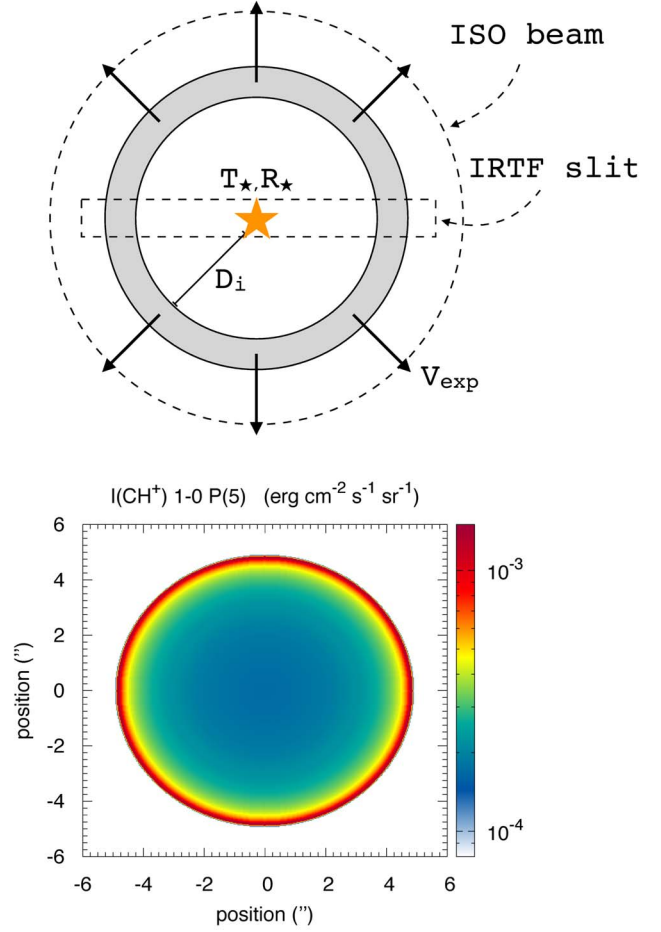 ISO beam
IRTF slit
T★,R★
Dᵢ
Vexp
I(CH⁺) 1-0 P(5) (erg cm⁻² s⁻¹ sr⁻¹)
6
4
2
0
-2
-4
-6
position (")
-6 -4 -2 0 2 4 6
position (")
10⁻³
10⁻⁴